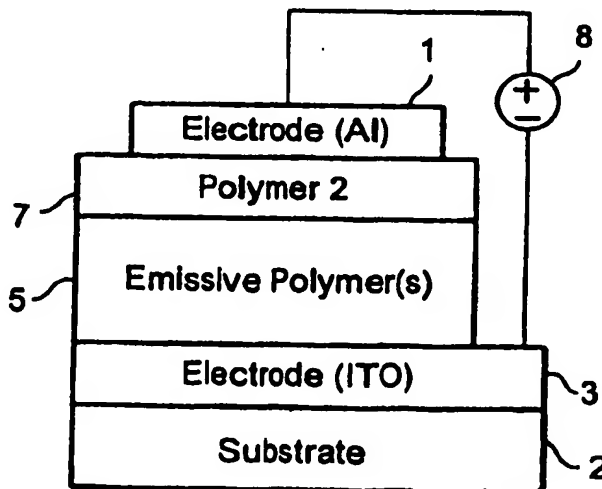 1
8
+
−
Electrode (Al)
Polymer 2
7
Emissive Polymer(s)
5
Electrode (ITO)
3
Substrate
2